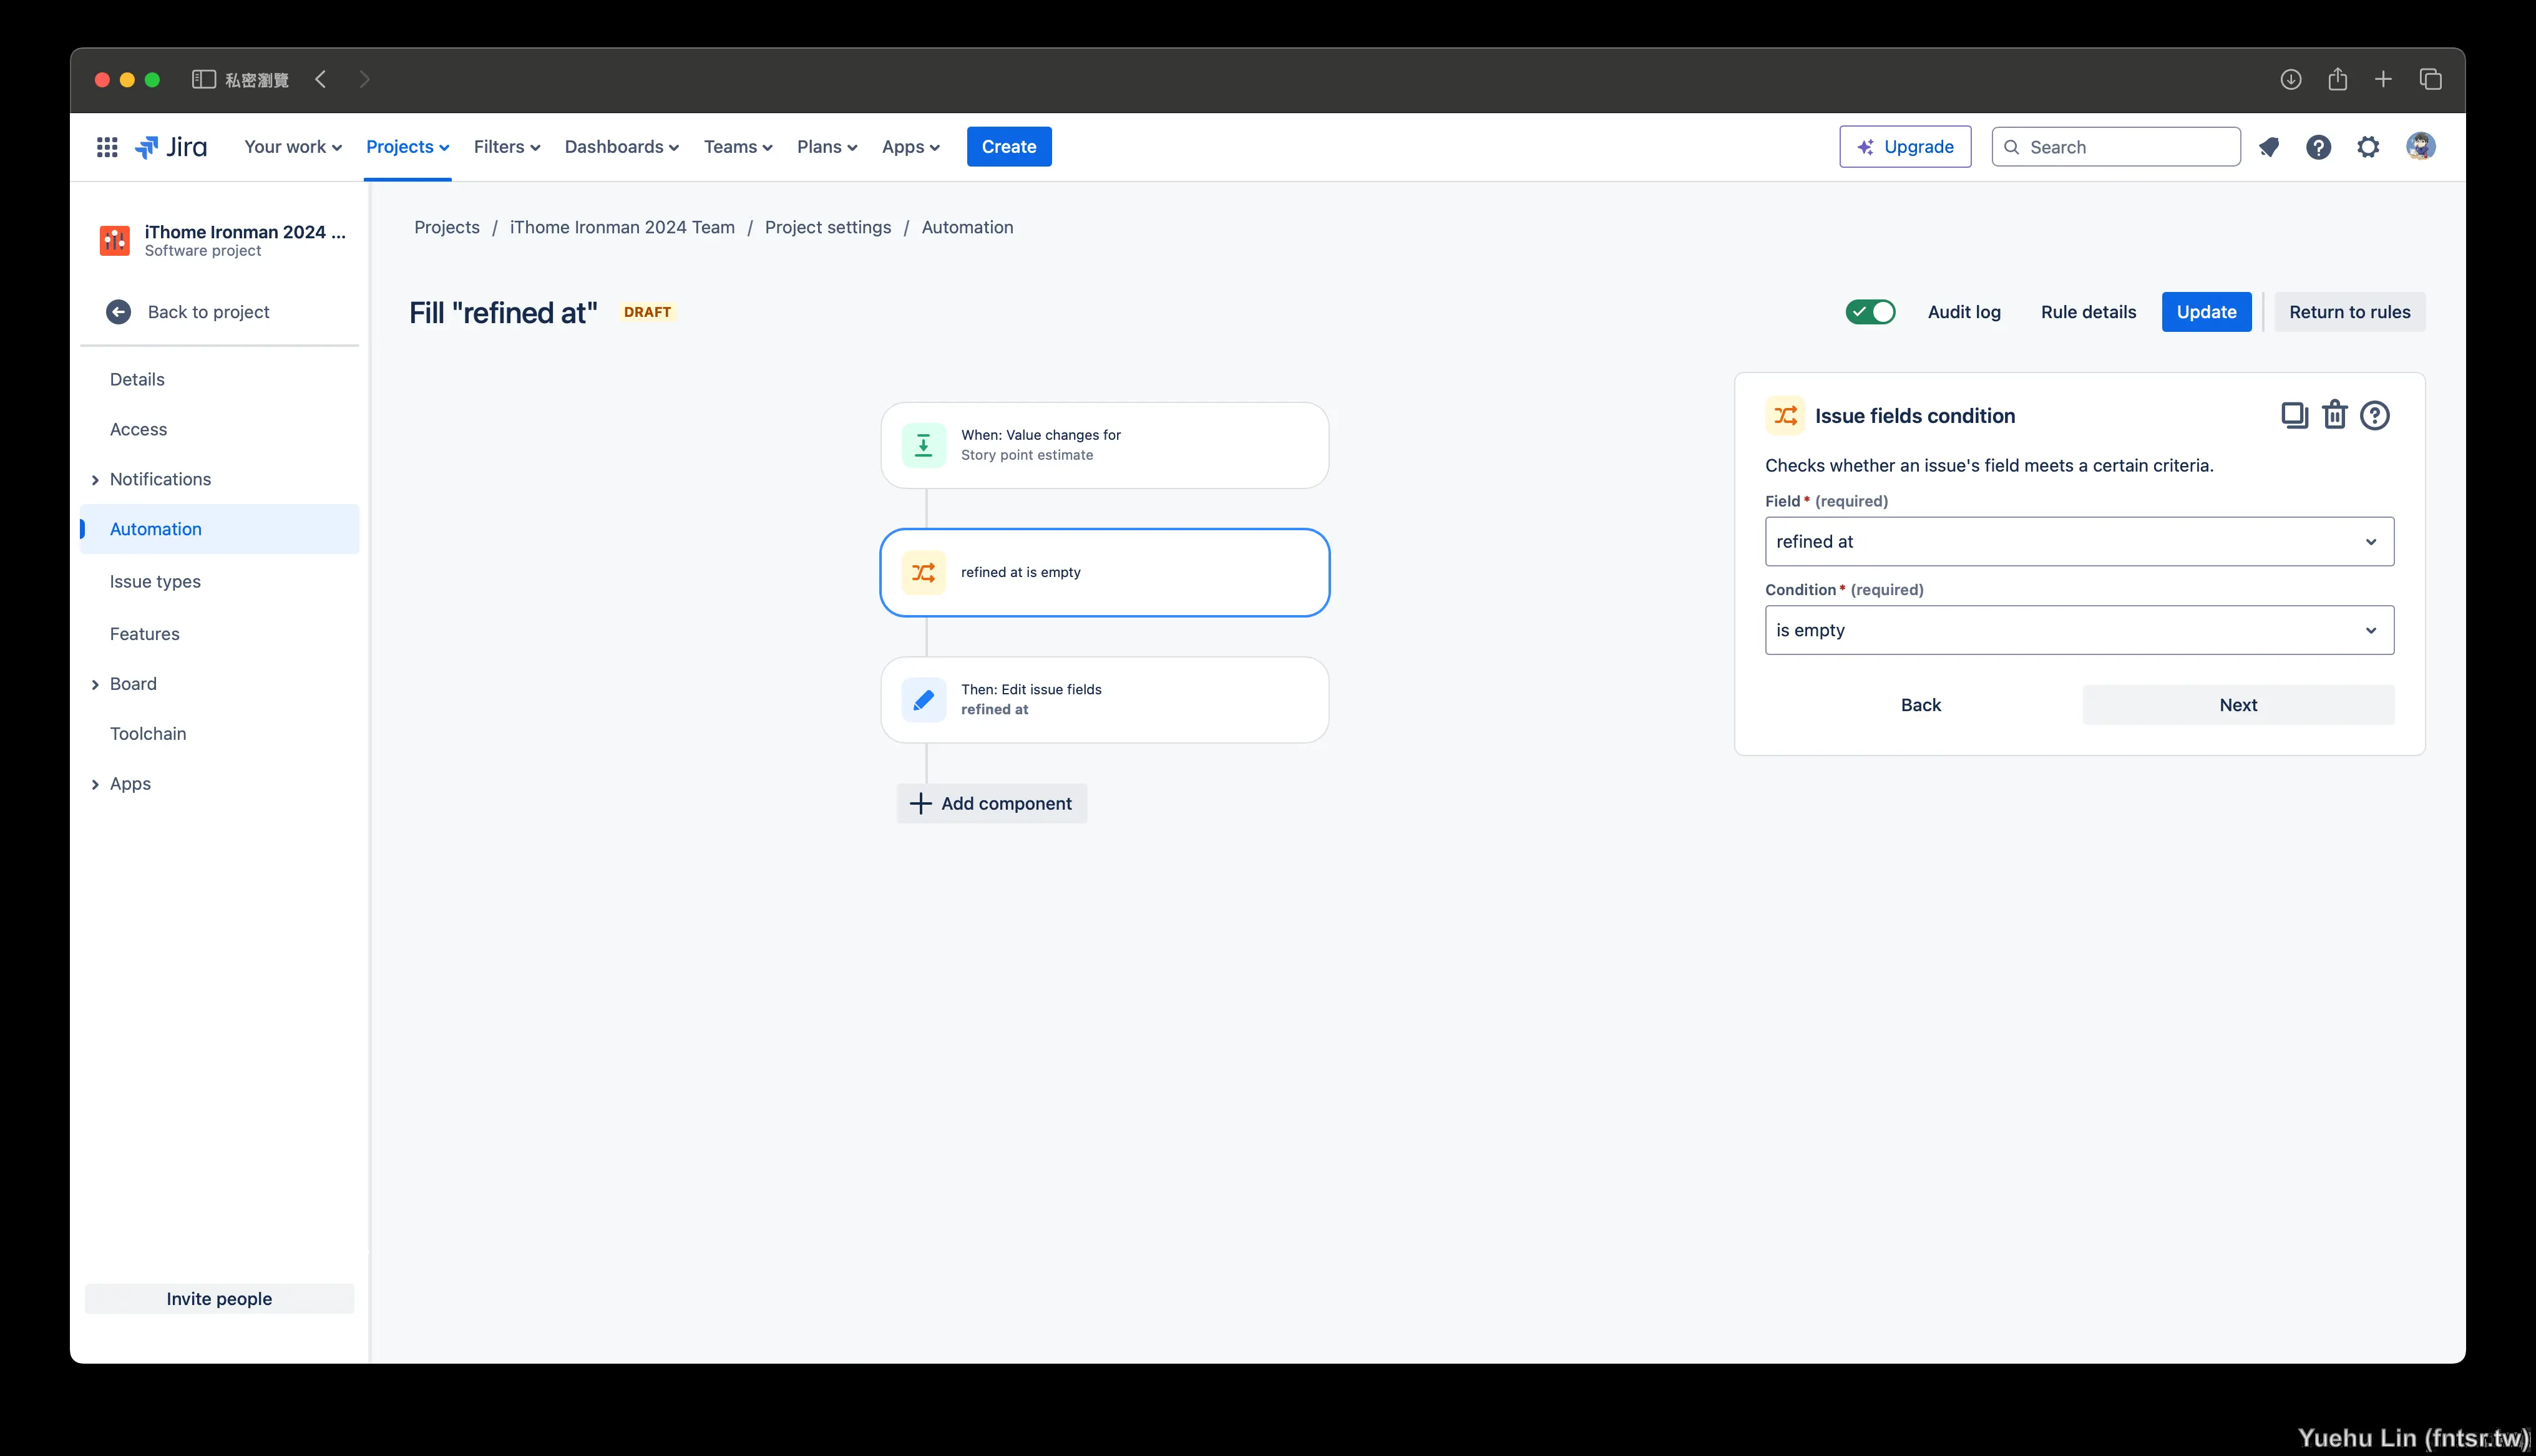 私密瀏覽
Jira
Your work
Projects
Filters
Dashboards
Teams
Plans
Apps
Create
Upgrade
Search
iThome Ironman 2024 ...
Software project
Back to project
Details
Access
Notifications
Automation
Issue types
Features
Board
Toolchain
Apps
Invite people
Projects / iThome Ironman 2024 Team / Project settings / Automation
Fill "refined at" DRAFT
Audit log
Rule details
Update
Return to rules
When: Value changes for
Story point estimate
refined at is empty
Then: Edit issue fields
refined at
Add component
Issue fields condition
Checks whether an issue's field meets a certain criteria.
Field * (required)
refined at
Condition * (required)
is empty
Back
Next
Yuehu Lin (fntsr.tw)